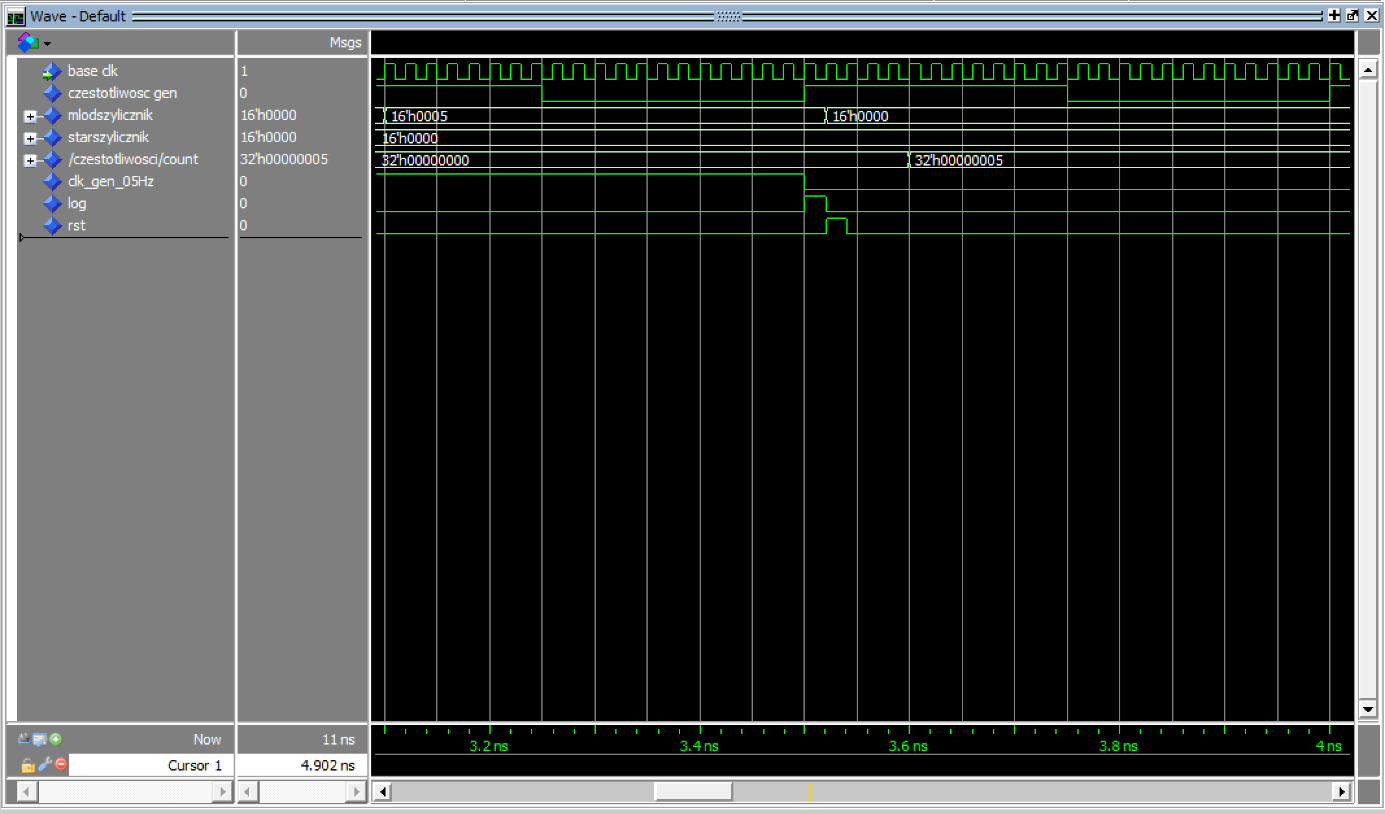 Wave - Default
Msgs
base clk 1
czestotliwosc gen 0
mlodszylicznik 16'h0000 16'h0005 16'h0000
starszylicznik 16'h0000 16'h0000
/czestotliwosci/count 32'h00000005 32'h00000000 32'h00000005
clk_gen_05Hz 0
log 0
rst 0
Now 11 ns 3.2 ns 3.4 ns 3.6 ns 3.8 ns 4 ns
Cursor 1 4.902 ns